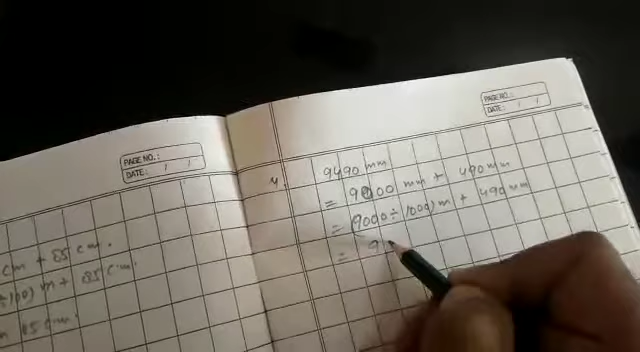 PAGE NO.:
DATE: / /
cm + 85 cm.
÷100) m + 85 cm.
m 85 cm.
PAGE NO.:
DATE: / /
4. 9490 mm
= 9000 mm + 490 mm
= (9000 ÷ 1000) m + 490 mm
= 9